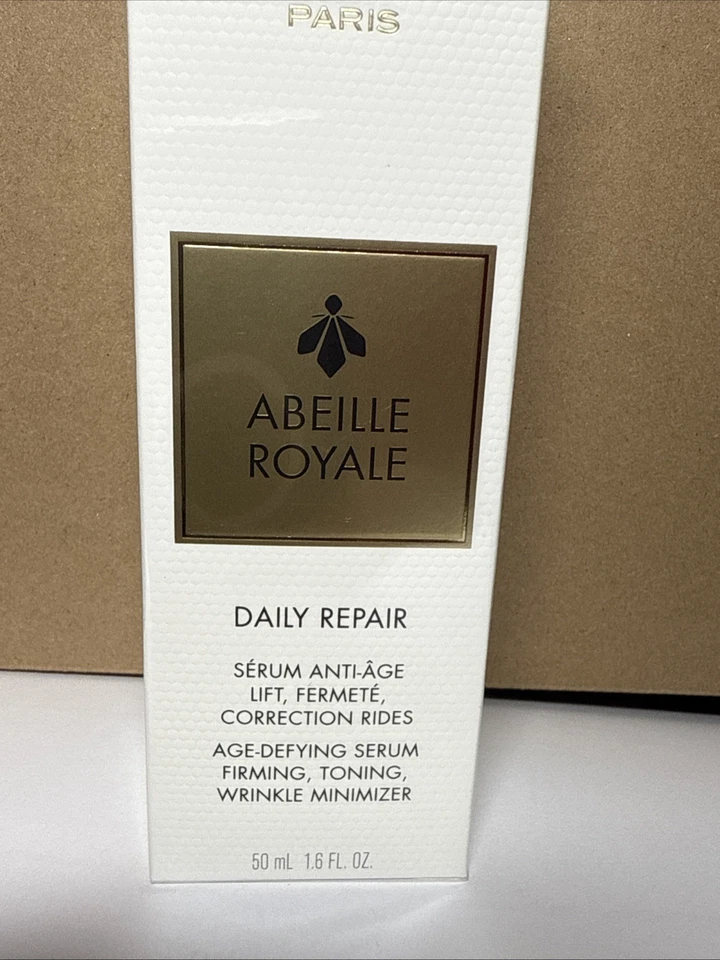 PARIS
ABEILLE
ROYALE
DAILY REPAIR
SÉRUM ANTI-ÂGE
LIFT, FERMETÉ,
CORRECTION RIDES
AGE-DEFYING SERUM
FIRMING, TONING,
WRINKLE MINIMIZER
50 mL 1.6 FL. OZ.